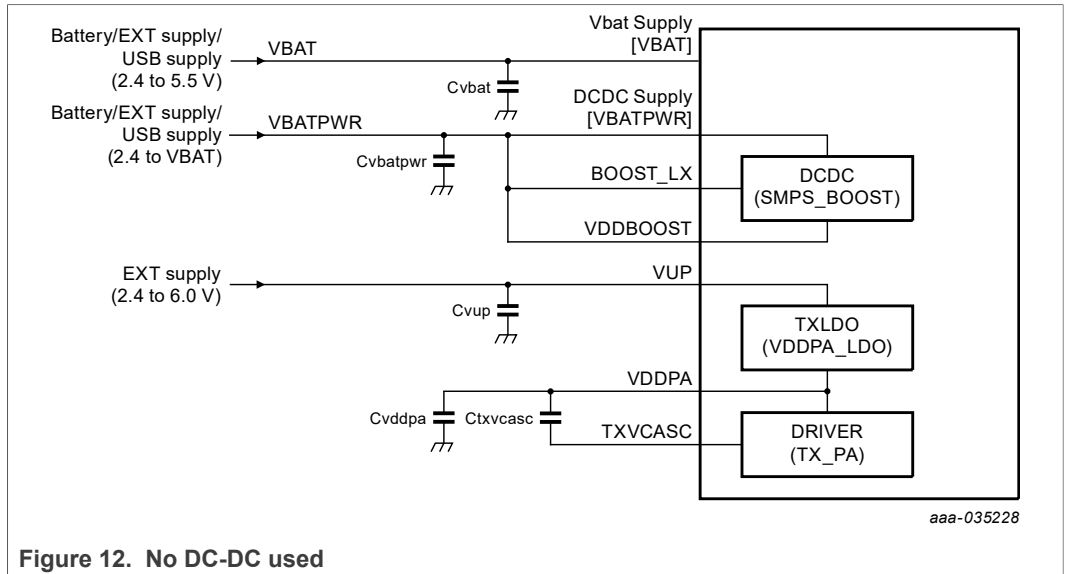 Battery/EXT supply/
USB supply
(2.4 to 5.5 V)
VBAT
Cvbat
Vbat Supply
[VBAT]
Battery/EXT supply/
USB supply
(2.4 to VBAT)
VBATPWR
Cvbatpwr
DCDC Supply
[VBATPWR]
BOOST_LX
VDDBOOST
DCDC
(SMPS_BOOST)
EXT supply
(2.4 to 6.0 V)
VUP
Cvup
TXLDO
(VDDPA_LDO)
VDDPA
Cvddpa
Ctxvcasc
TXVCASC
DRIVER
(TX_PA)
aaa-035228
Figure 12. No DC-DC used